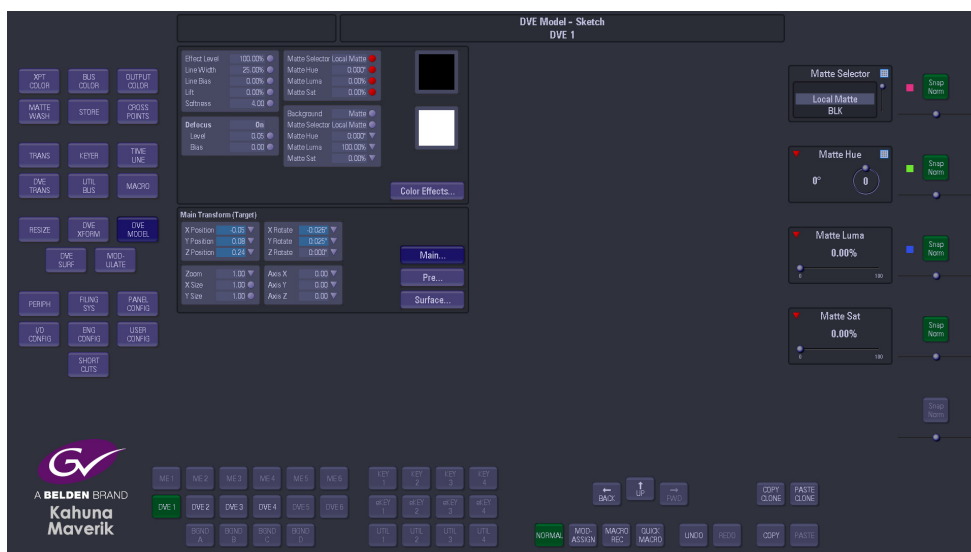 DVE Model - Sketch
DVE 1
XPT COLOR
BUS COLOR
OUTPUT COLOR
MATTE WASH
STORE
CROSS POINTS
TRANS
KEYER
TIME LINE
DVE TRANS
UTIL BUS
MACRO
RESIZE
DVE XFORM
DVE MODEL
DVE SURF
MOD- ULATE
PERIPH
FILING SYS
PANEL CONFIG
I/O CONFIG
ENG CONFIG
USER CONFIG
SHORT CUTS
Effect Level 100.00%
Line Width 25.00%
Line Bias 0.00%
Lift 0.00%
Softness 4.00
Defocus On
Level 0.05
Bias 0.00
Matte Selector Local Matte
Matte Hue 0.000°
Matte Luma 0.00%
Matte Sat 0.00%
Background Matte
Matte Selector Local Matte
Matte Hue 0.000°
Matte Luma 100.00%
Matte Sat 0.00%
Color Effects...
Main Transform (Target)
X Position -0.05
Y Position 0.08
Z Position 0.24
X Rotate -0.026°
Y Rotate 0.025°
Z Rotate 0.000°
Zoom 1.00
X Size 1.00
Y Size 1.00
Axis X 0.00
Axis Y 0.00
Axis Z 0.00
Main...
Pre...
Surface...
Matte Selector
Local Matte
BLK
Snap Norm
Matte Hue
0°
0
Snap Norm
Matte Luma
0.00%
0 100
Snap Norm
Matte Sat
0.00%
0 100
Snap Norm
Snap Norm
GV
A BELDEN BRAND
Kahuna
Maverik
ME 1 ME 2 ME 3 ME 4 ME 5 ME 6
DVE 1 DVE 2 DVE 3 DVE 4 DVE 5 DVE 6
BGND A BGND B BGND C BGND D
KEY 1 KEY 2 KEY 3 KEY 4
UTIL 1 UTIL 2 UTIL 3 UTIL 4
BACK UP FWD
NORMAL MOD- ASSIGN MACRO REC QUICK MACRO UNDO REDO
COPY CLONE PASTE CLONE
COPY PASTE